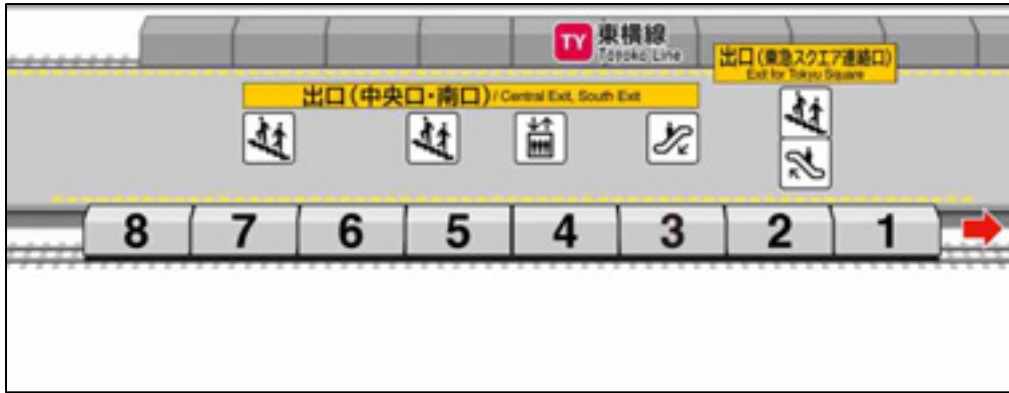 TY 東横線
Toyoko Line
出口(東急スクエア連絡口)
Exit for Tokyu Square
出口(中央口・南口)/Central Exit, South Exit
8 7 6 5 4 3 2 1